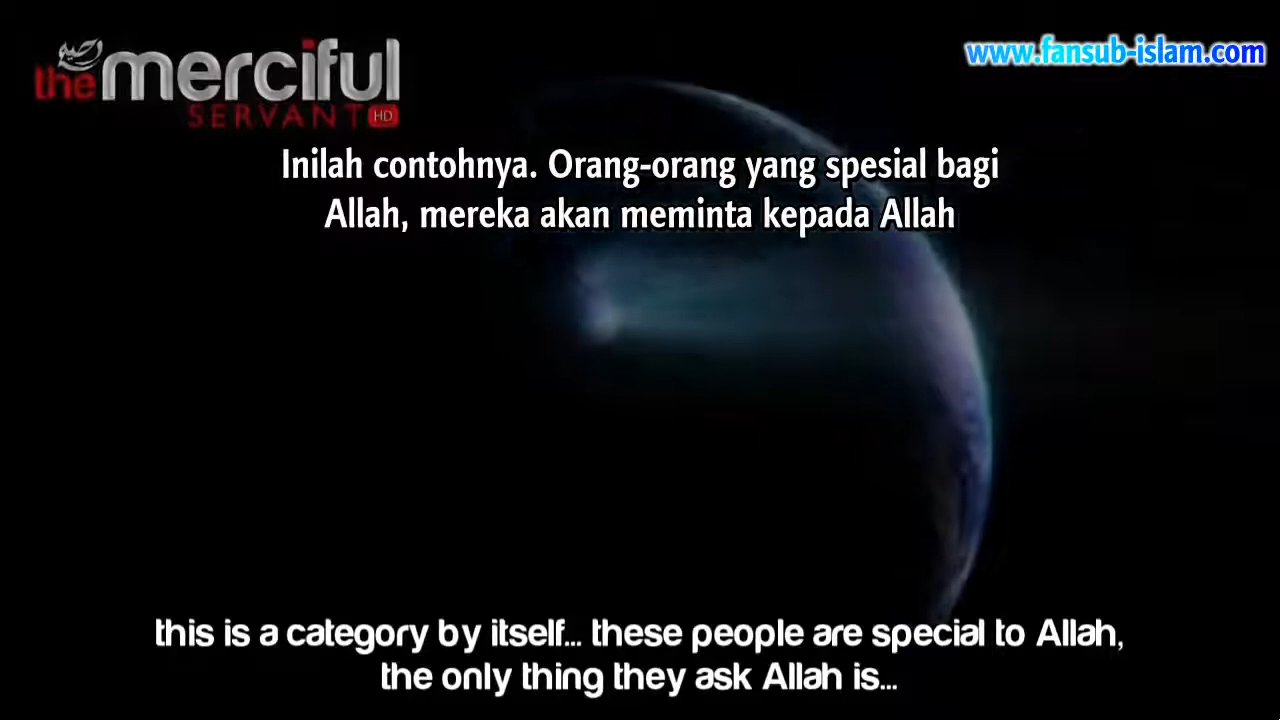 the merciful
SERVANT HD
www.fansub-islam.com
Inilah contohnya. Orang-orang yang spesial bagi
Allah, mereka akan meminta kepada Allah
this is a category by itself... these people are special to Allah,
the only thing they ask Allah is...